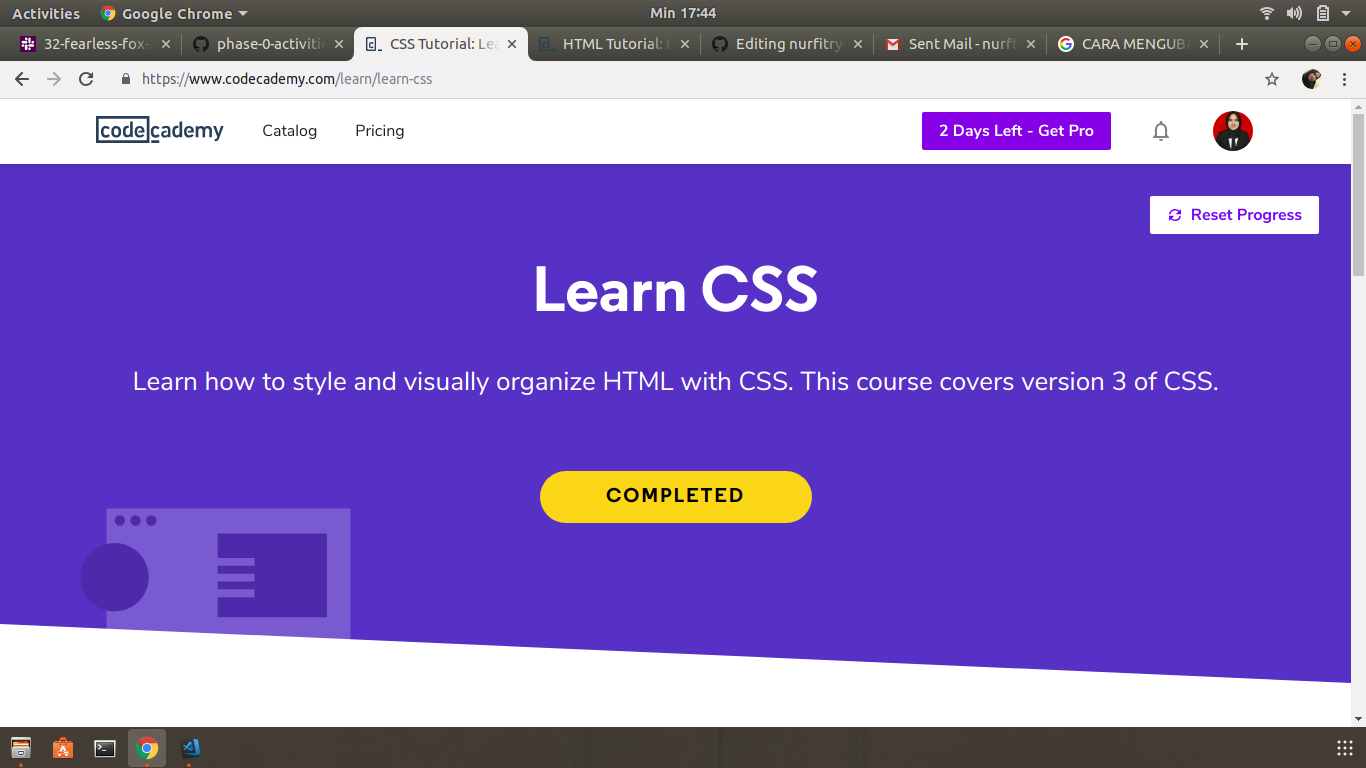 Activities Google Chrome Min 17:44
32-fearless-fox- phase-0-activiti CSS Tutorial: Lea HTML Tutorial: L Editing nurfitry Sent Mail - nurft CARA MENGUBA
https://www.codecademy.com/learn/learn-css
codecademy Catalog Pricing 2 Days Left - Get Pro
Reset Progress
Learn CSS
Learn how to style and visually organize HTML with CSS. This course covers version 3 of CSS.
COMPLETED